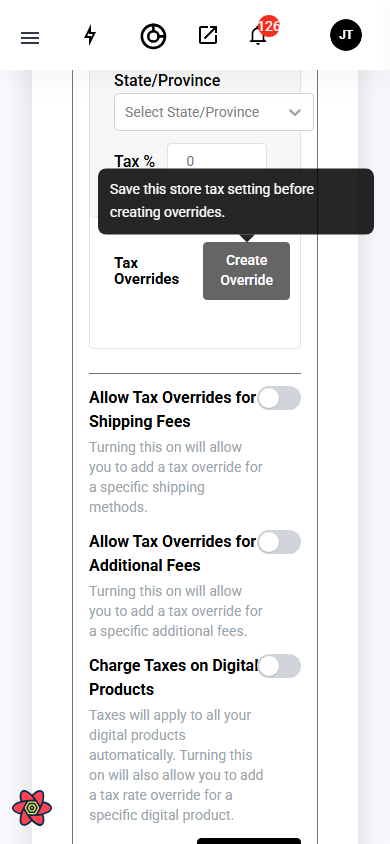 126
JT
State/Province
Select State/Province
Tax %
0
Save this store tax setting before
creating overrides.
Tax
Overrides
Create
Override
Allow Tax Overrides for
Shipping Fees
Turning this on will allow
you to add a tax override for
a specific shipping
methods.
Allow Tax Overrides for
Additional Fees
Turning this on will allow
you to add a tax override for
a specific additional fees.
Charge Taxes on Digital
Products
Taxes will apply to all your
digital products
automatically. Turning this
on will also allow you to add
a tax rate override for a
specific digital product.